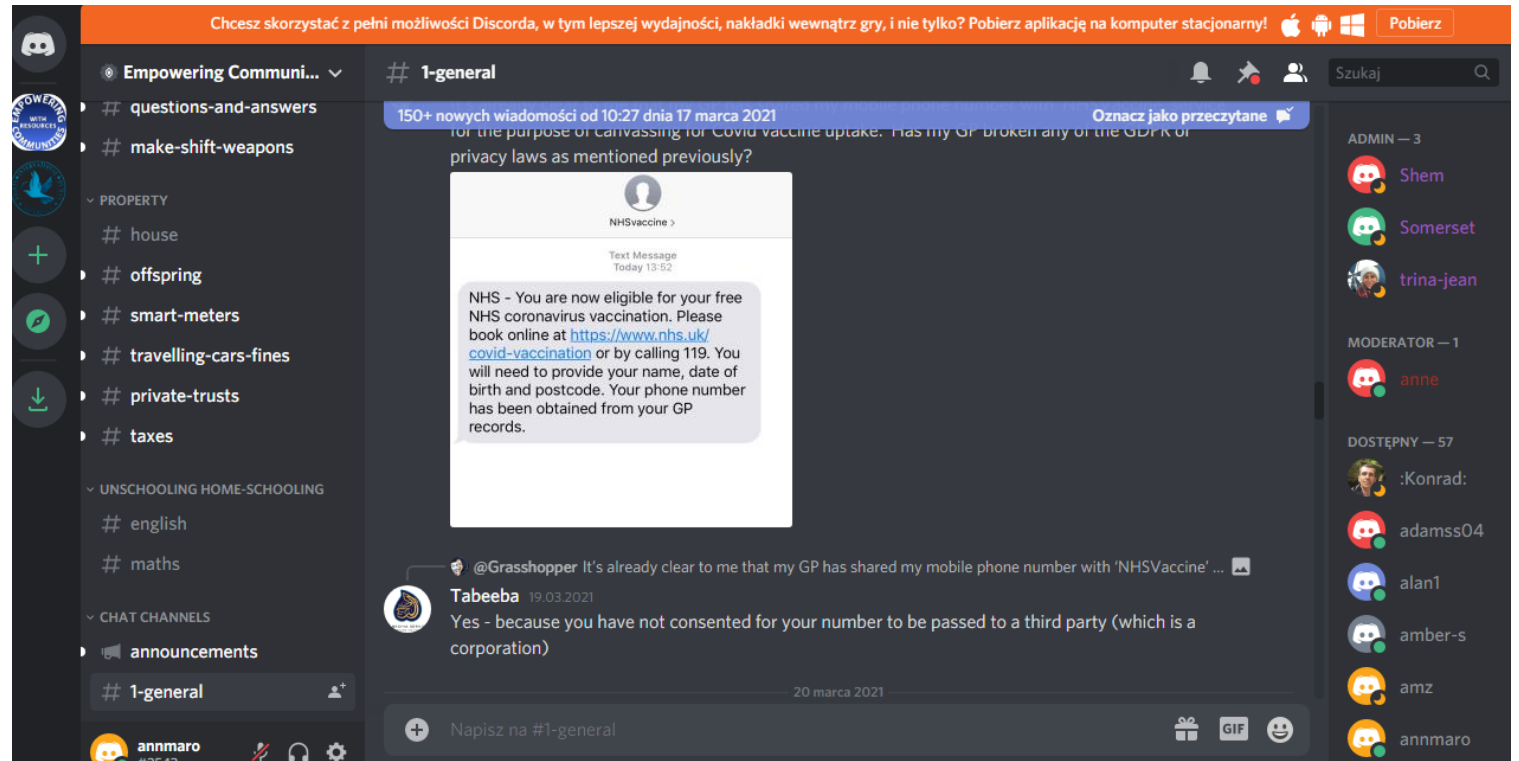 Chcesz skorzystać z pełni możliwości Discorda, w tym lepszej wydajności, nakładki wewnątrz gry, i nie tylko? Pobierz aplikację na komputer stacjonarny!
Pobierz
EMPOWERING
WITH
RESOURCES
COMMUNITIES
Empowering Communi...
questions-and-answers
make-shift-weapons
PROPERTY
house
offspring
smart-meters
travelling-cars-fines
private-trusts
taxes
UNSCHOOLING HOME-SCHOOLING
english
maths
CHAT CHANNELS
announcements
1-general
annmaro
1-general
Szukaj
150+ nowych wiadomości od 10:27 dnia 17 marca 2021
Oznacz jako przeczytane
for the purpose of canvassing for Covid vaccine uptake. Has my GP broken any of the GDPR or
privacy laws as mentioned previously?
NHSvaccine >
Text Message
Today 13:52
NHS - You are now eligible for your free
NHS coronavirus vaccination. Please
book online at https://www.nhs.uk/
covid-vaccination or by calling 119. You
will need to provide your name, date of
birth and postcode. Your phone number
has been obtained from your GP
records.
@Grasshopper It's already clear to me that my GP has shared my mobile phone number with ‘NHSVaccine’ ...
Tabeeba 19.03.2021
Yes - because you have not consented for your number to be passed to a third party (which is a
corporation)
20 marca 2021
Napisz na #1-general
GIF
ADMIN — 3
Shem
Somerset
trina-jean
MODERATOR — 1
anne
DOSTĘPNY — 57
:Konrad:
adamss04
alan1
amber-s
amz
annmaro